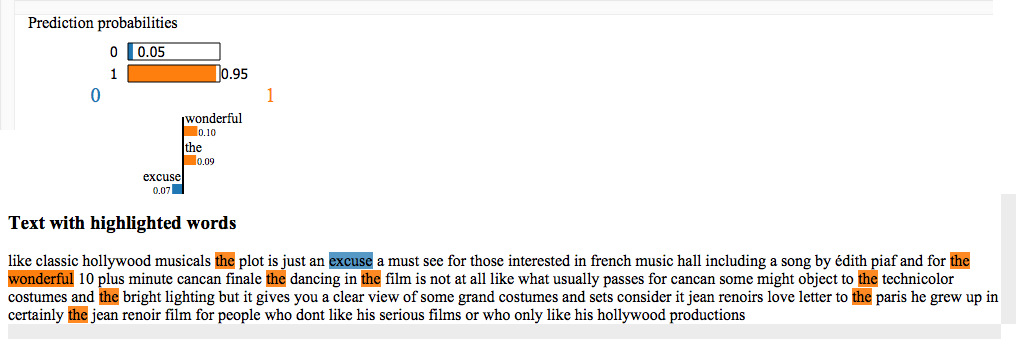 Prediction probabilities
0 0.05
1 0.95
0 1
wonderful
0.10
the
0.09
excuse
0.07
Text with highlighted words
like classic hollywood musicals the plot is just an excuse a must see for those interested in french music hall including a song by édith piaf and for the
wonderful 10 plus minute cancan finale the dancing in the film is not at all like what usually passes for cancan some might object to the technicolor
costumes and the bright lighting but it gives you a clear view of some grand costumes and sets consider it jean renoirs love letter to the paris he grew up in
certainly the jean renoir film for people who dont like his serious films or who only like his hollywood productions